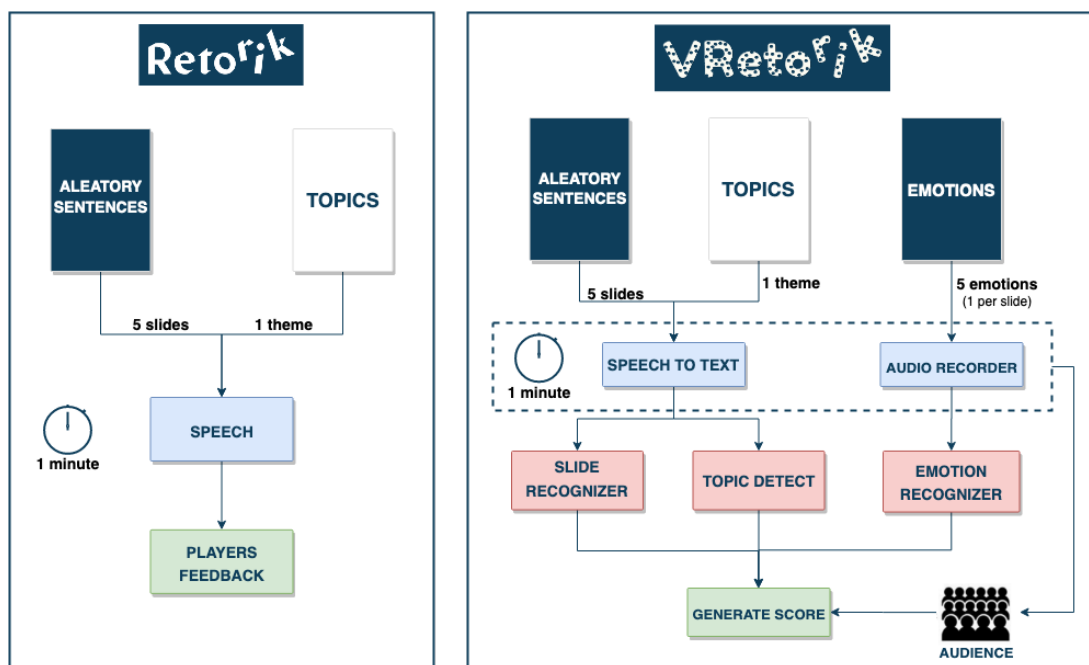 Retorik
ALEATORY
SENTENCES
TOPICS
5 slides
1 theme
1 minute
SPEECH
PLAYERS
FEEDBACK
VRetorik
ALEATORY
SENTENCES
TOPICS
EMOTIONS
5 slides
1 theme
5 emotions
(1 per slide)
1 minute
SPEECH TO TEXT
AUDIO RECORDER
SLIDE
RECOGNIZER
TOPIC DETECT
EMOTION
RECOGNIZER
GENERATE SCORE
AUDIENCE